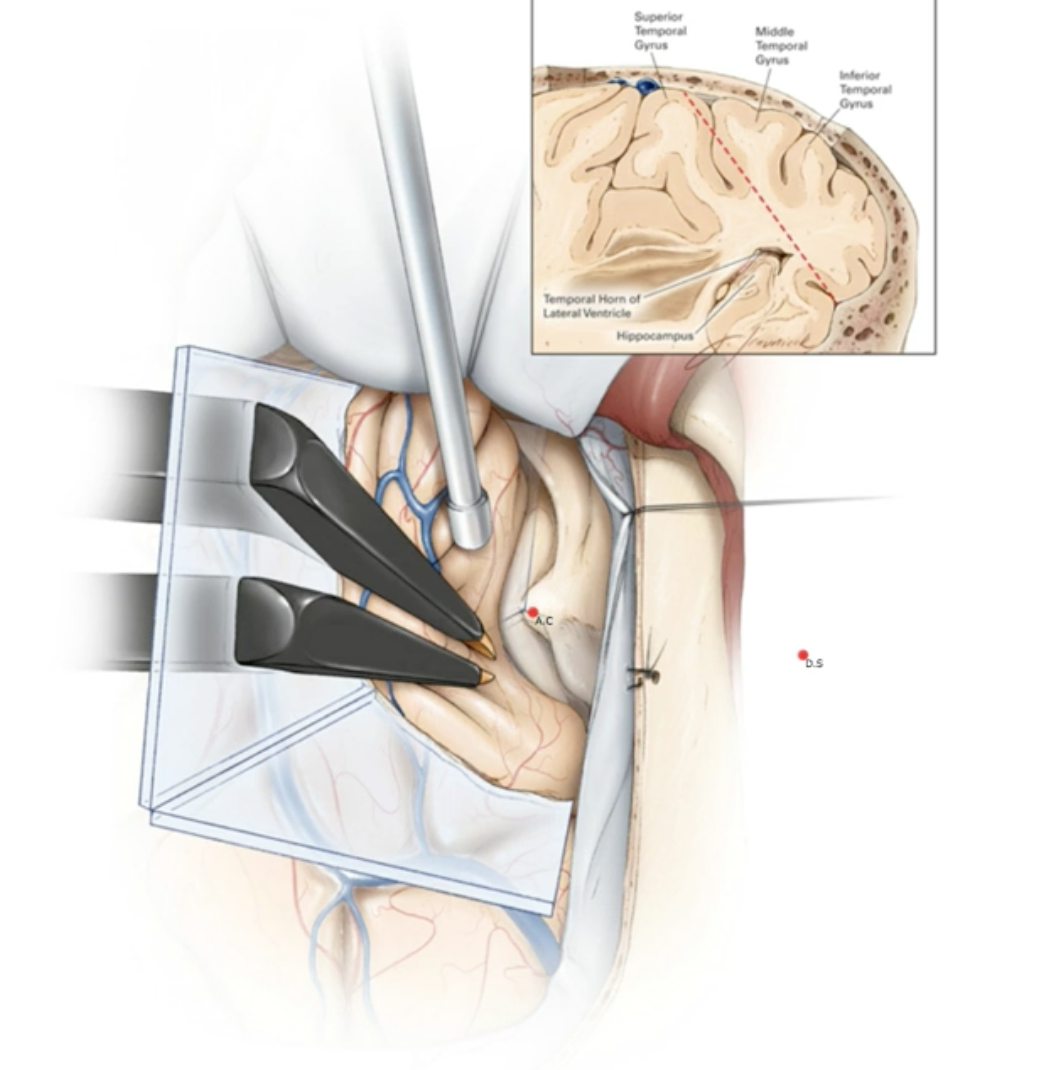 Superior
Temporal
Gyrus
Middle
Temporal
Gyrus
Inferior
Temporal
Gyrus
Temporal Horn of
Lateral Ventricle
Hippocampus
A.C
D.S